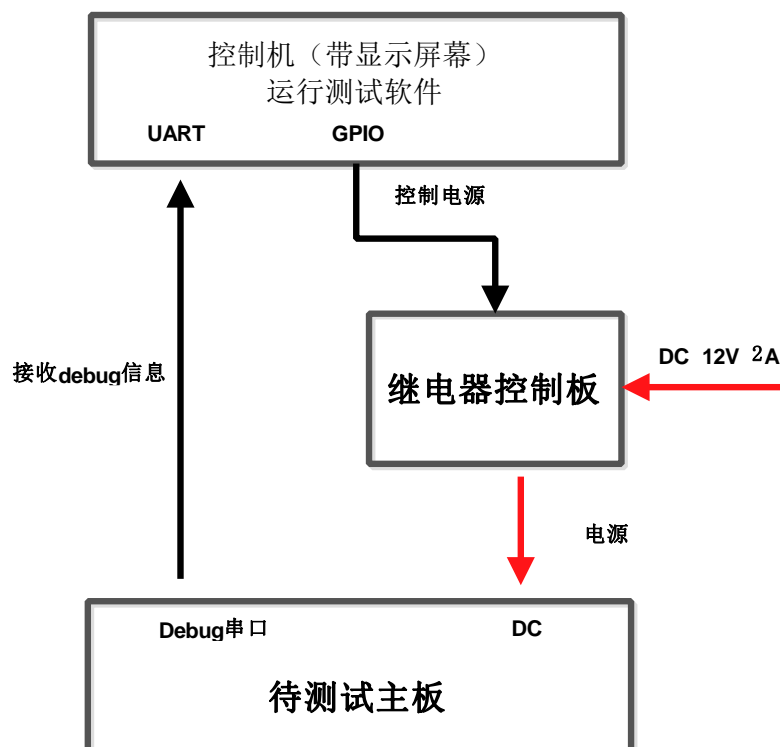 控制机（带显示屏幕）
运行测试软件
UART GPIO
控制电源
DC 12V 2A
接收debug信息
继电器控制板
电源
Debug串口 DC
待测试主板